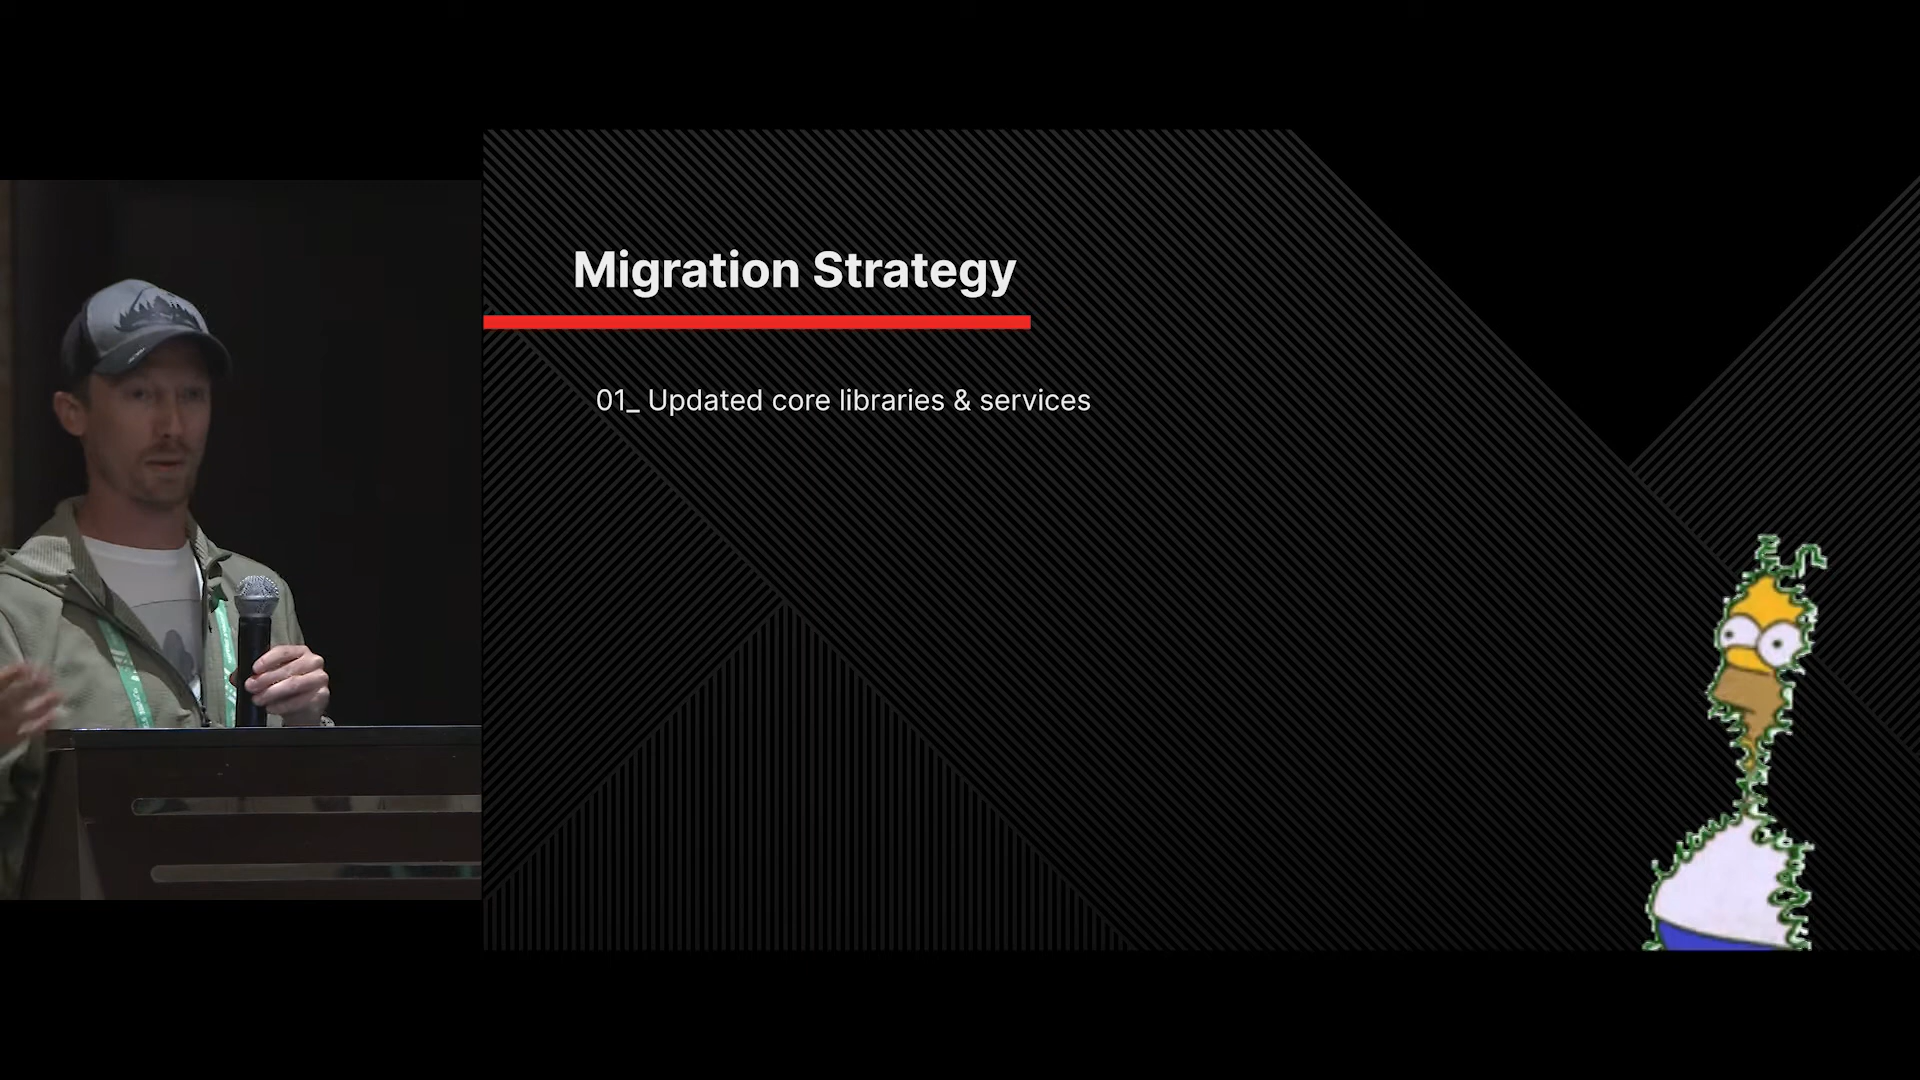 Migration Strategy
01_ Updated core libraries & services